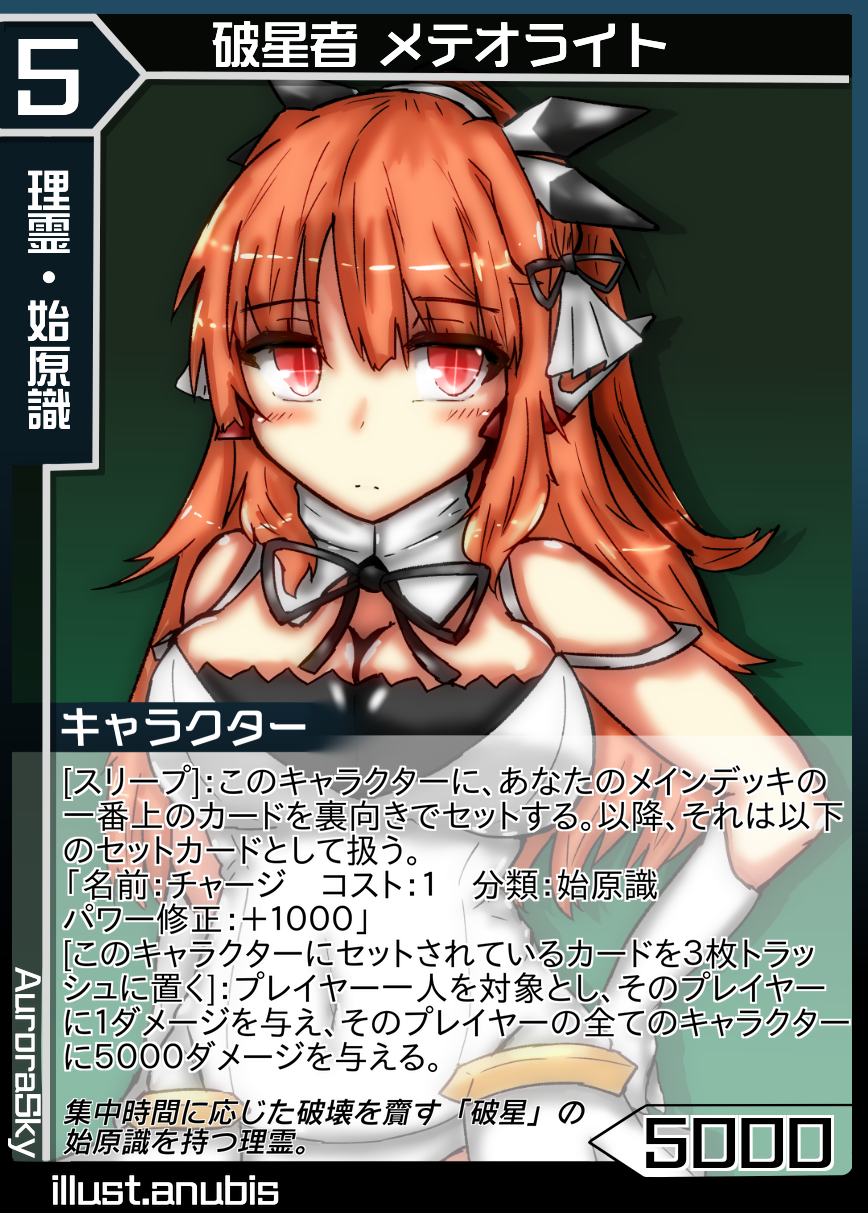 5
破星者 メテオライト
理霊・始原識
キャラクター
[スリープ]:このキャラクターに、あなたのメインデッキの
一番上のカードを裏向きでセットする。以降、それは以下
のセットカードとして扱う。
「名前:チャージ　コスト:1　分類:始原識
パワー修正:＋1000」
[このキャラクターにセットされているカードを3枚トラッ
シュに置く]:プレイヤー一人を対象とし、そのプレイヤー
に1ダメージを与え、そのプレイヤーの全てのキャラクター
に5000ダメージを与える。
集中時間に応じた破壊を齎す「破星」の
始原識を持つ理霊。
5000
AuroraSky
illust.anubis